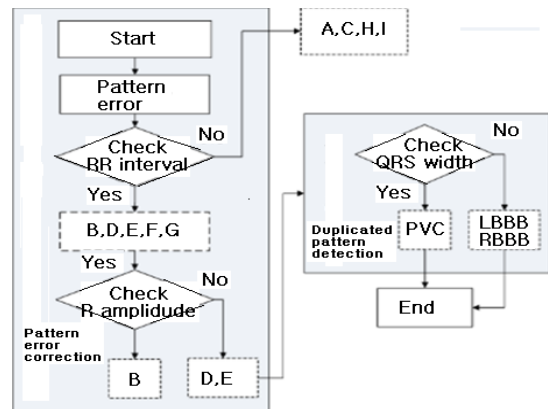 Start
A,C,H,I
Pattern
error
No
Check
RR interval
Yes
B,D,E,F,G
Yes
No
Check
R amplidude
Pattern
error
correction
B
D,E
No
Check
QRS width
Yes
Duplicated
pattern
detection
PVC
LBBB
RBBB
End